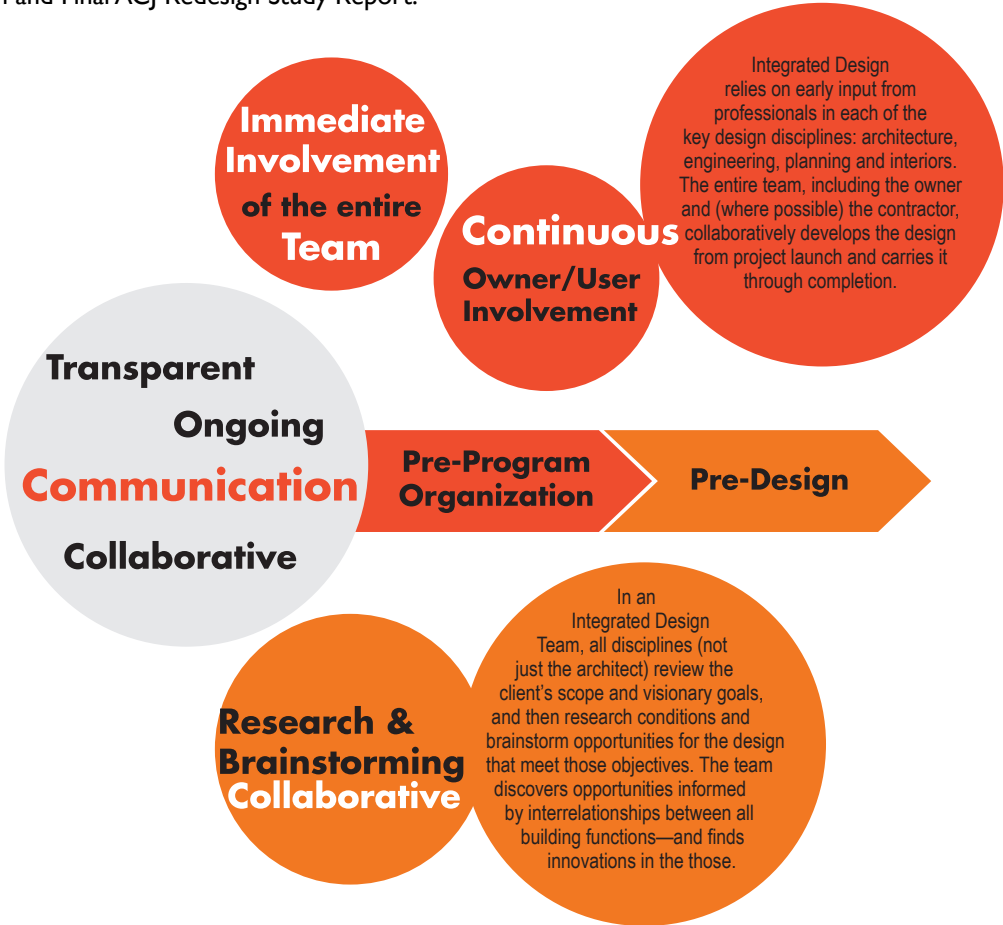 and Final ACJ Redesign Study Report.
Immediate
Involvement
of the entire
Team
Continuous
Owner/User
Involvement
Integrated Design
relies on early input from
professionals in each of the
key design disciplines: architecture,
engineering, planning and interiors.
The entire team, including the owner
and (where possible) the contractor,
collaboratively develops the design
from project launch and carries it
through completion.
Transparent
Ongoing
Communication
Collaborative
Pre-Program
Organization
Pre-Design
Research &
Brainstorming
Collaborative
In an
Integrated Design
Team, all disciplines (not
just the architect) review the
client’s scope and visionary goals,
and then research conditions and
brainstorm opportunities for the design
that meet those objectives. The team
discovers opportunities informed
by interrelationships between all
building functions—and finds
innovations in the those.